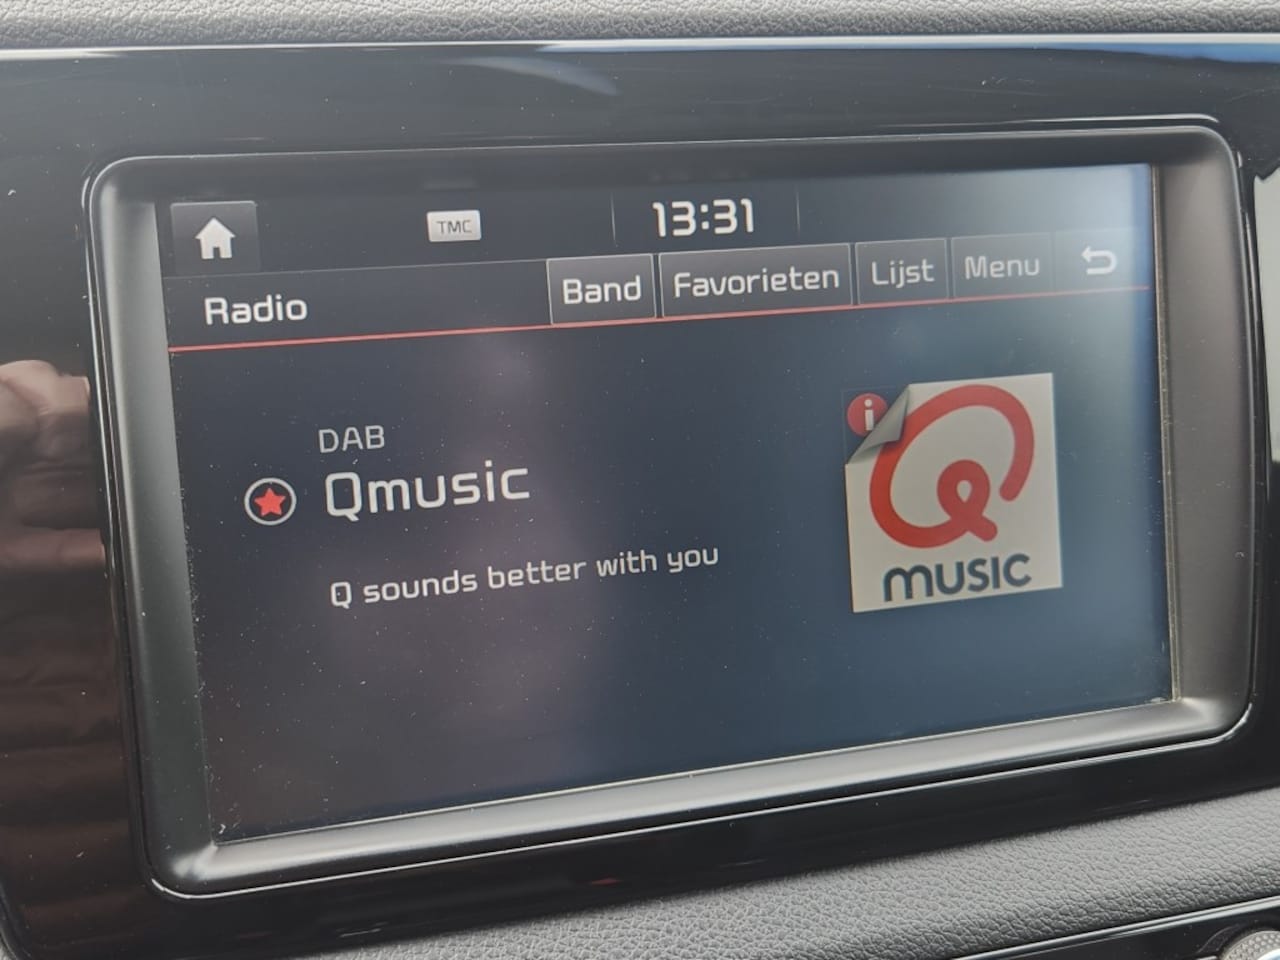 TMC
13:31
Radio
Band
Favorieten
Lijst
Menu
DAB
Qmusic
Q sounds better with you
i
Q
MUSIC